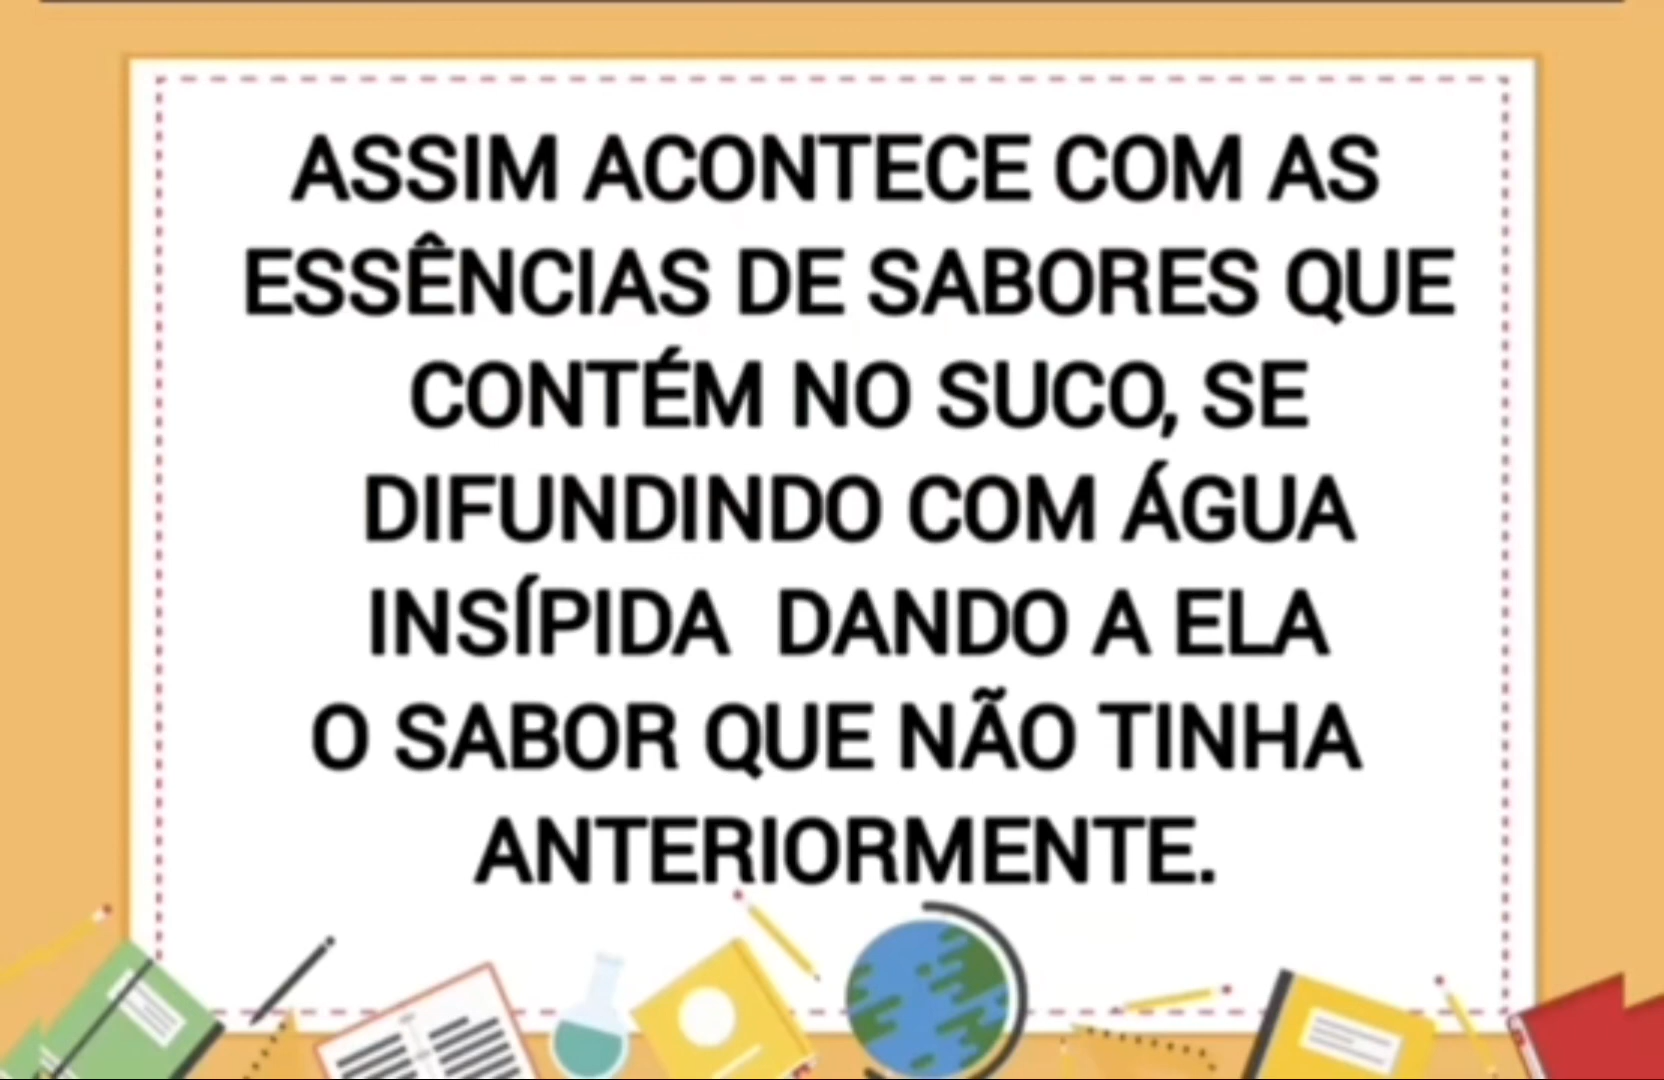 ASSIM ACONTECE COM AS
ESSÊNCIAS DE SABORES QUE
CONTÉM NO SUCO, SE
DIFUNDINDO COM ÁGUA
INSÍPIDA  DANDO A ELA
O SABOR QUE NÃO TINHA
ANTERIORMENTE.